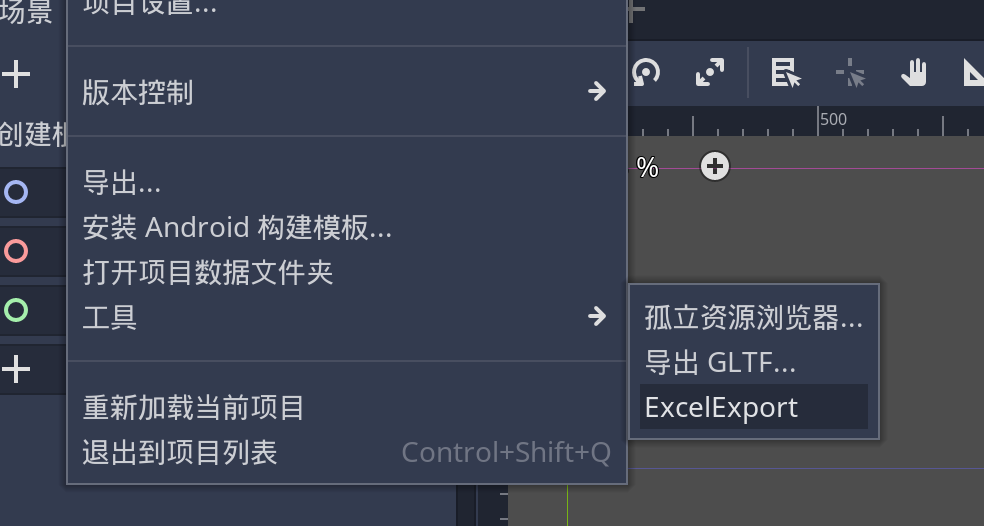 场景
项目设置...
版本控制
创建根
500
%
导出...
安装 Android 构建模板...
打开项目数据文件夹
工具
孤立资源浏览器...
导出 GLTF...
ExcelExport
重新加载当前项目
退出到项目列表 Control+Shift+Q